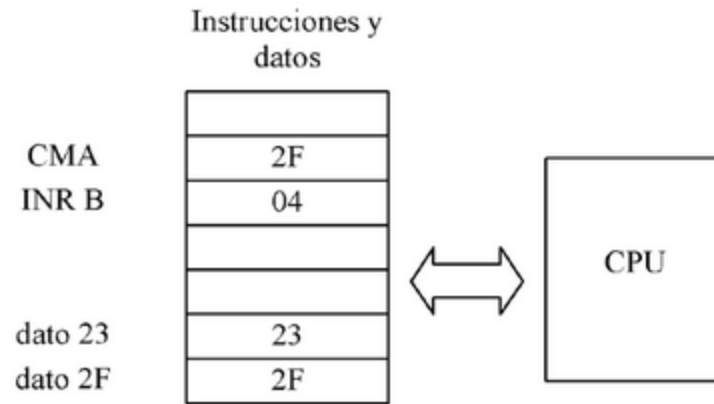 Instrucciones y
datos
CMA 2F
INR B 04
CPU
dato 23 23
dato 2F 2F